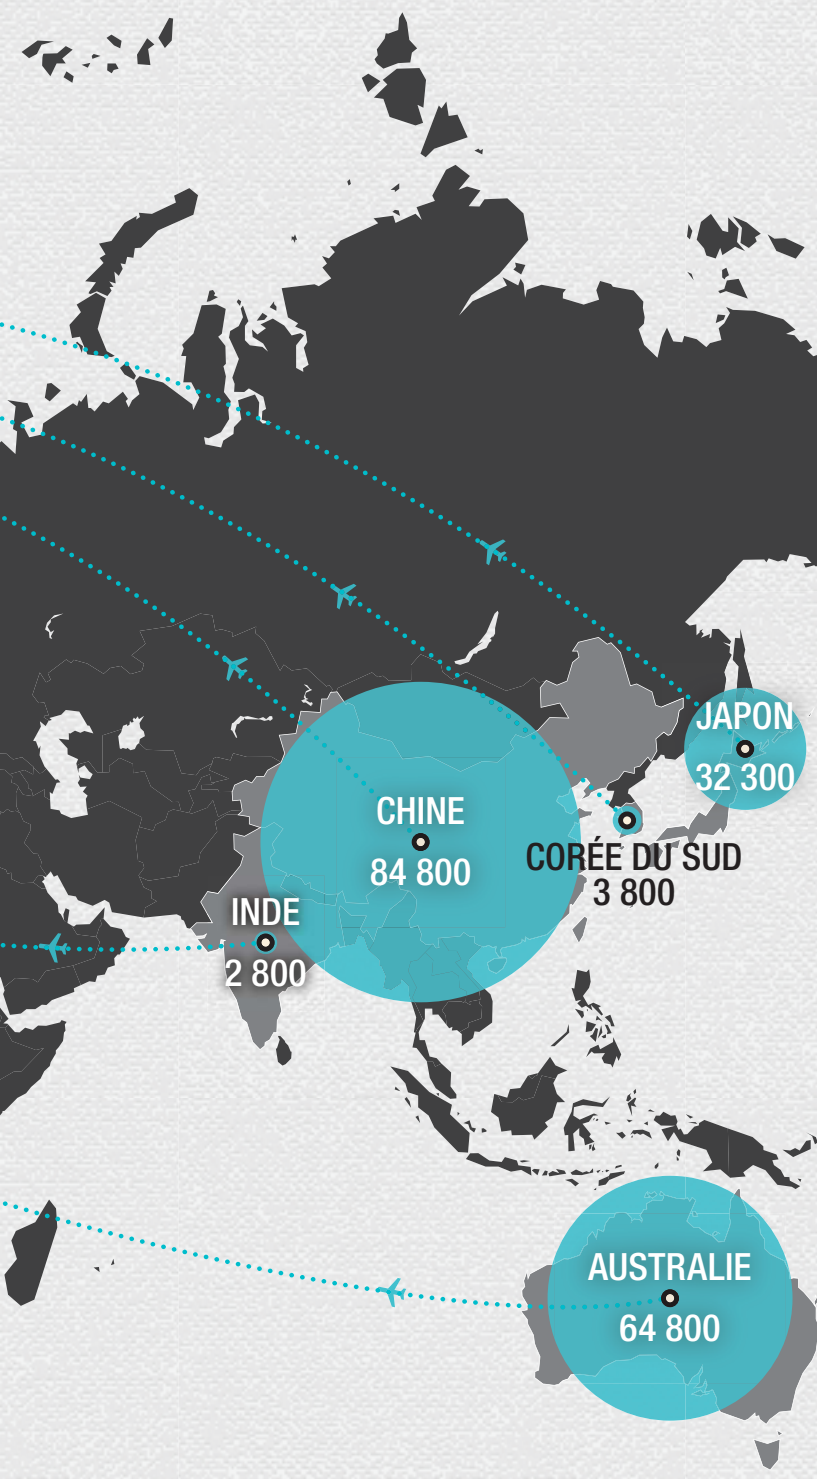 JAPON
32 300
CHINE
84 800
CORÉE DU SUD
3 800
INDE
2 800
AUSTRALIE
64 800